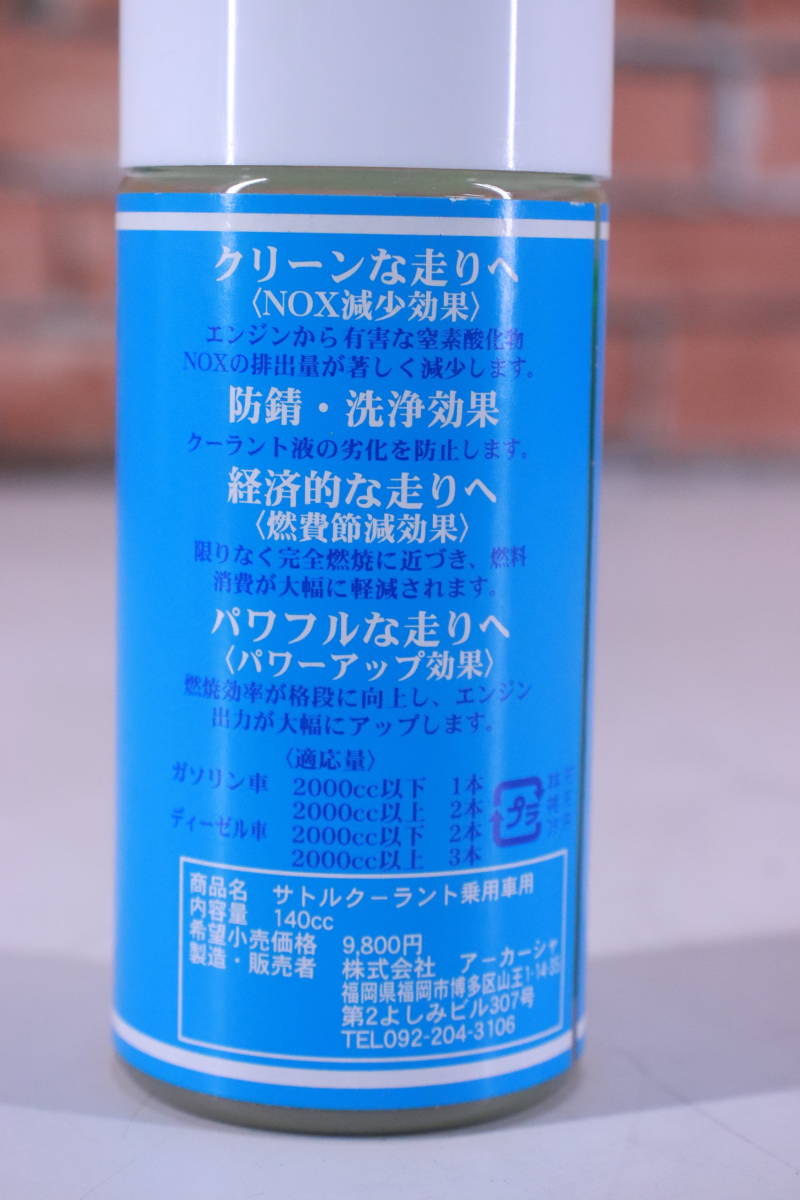 クリーンな走りへ
〈NOX減少効果〉
エンジンから有害な窒素酸化物
NOXの排出量が著しく減少します。
防錆・洗浄効果
クーラント液の劣化を防止します。
経済的な走りへ
〈燃費節減効果〉
限りなく完全燃焼に近づき、燃料
消費が大幅に軽減されます。
パワフルな走りへ
〈パワーアップ効果〉
燃焼効率が格段に向上し、エンジン
出力が大幅にアップします。
〈適応量〉
ガソリン車 2000cc以下 1本
2000cc以上 2本
ディーゼル車 2000cc以下 2本
2000cc以上 3本
プラ
商品名 サトルクーラント乗用車用
内容量 140cc
希望小売価格 9,800円
製造・販売者 株式会社 アーカーシャ
福岡県福岡市博多区山王1-14-35
第2よしみビル307号
TEL092-204-3106